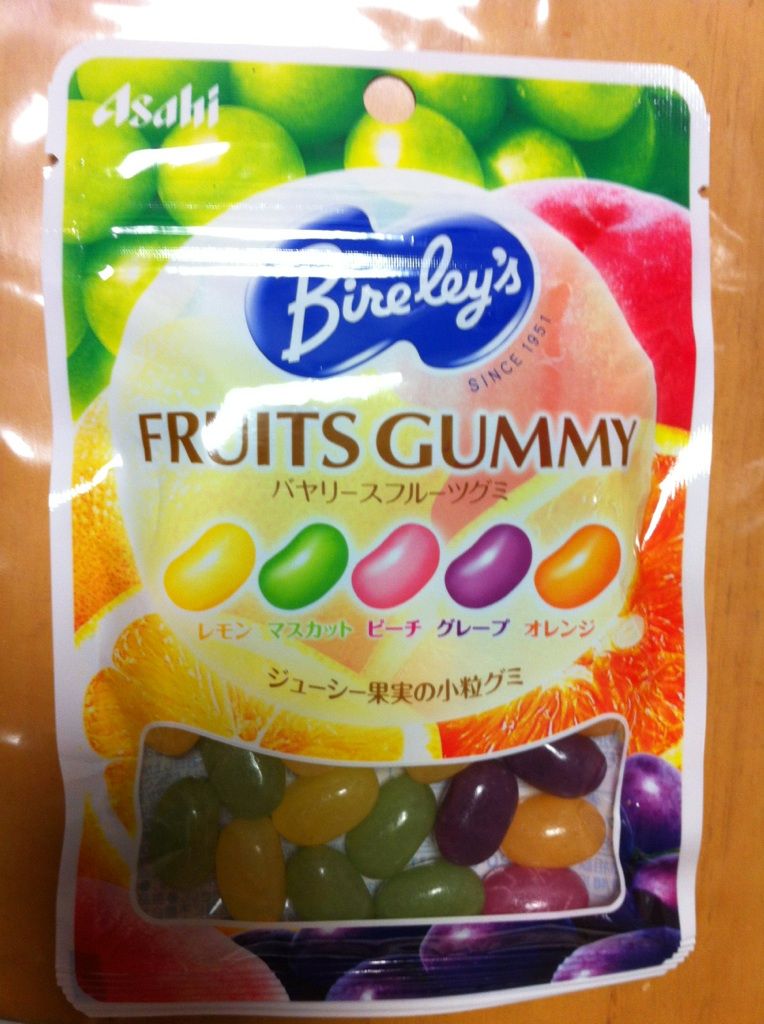 Asahi
Bireley's
SINCE 1951
FRUITS GUMMY
バヤリースフルーツグミ
レモン マスカット ピーチ グレープ オレンジ
ジューシー果実の小粒グミ